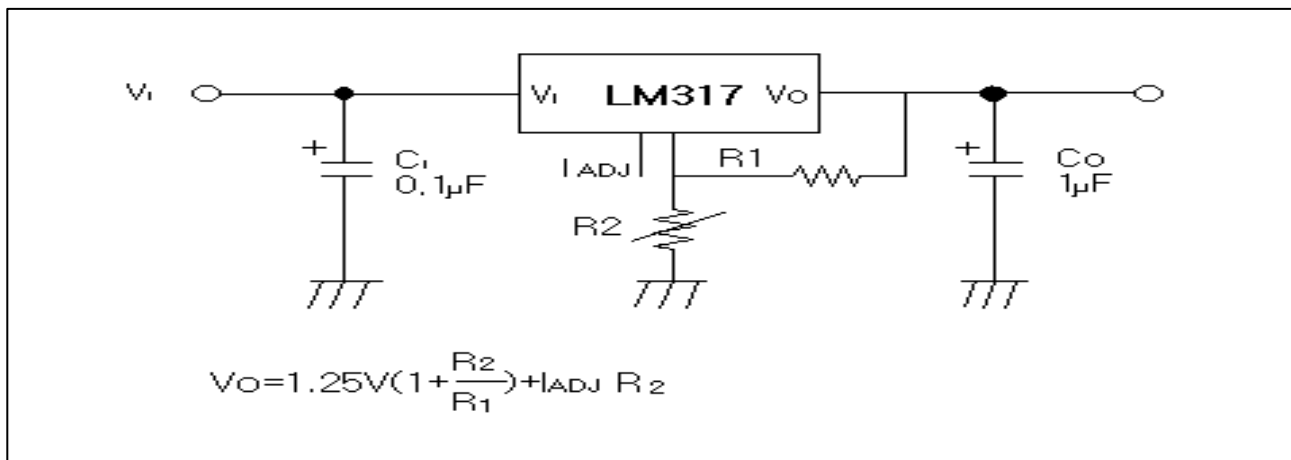 VI VI LM317 VO
CI
0.1μF
IADJ
R1
R2
CO
1μF
VO=1.25V(1+R2/R1)+IADJ R2
+
+